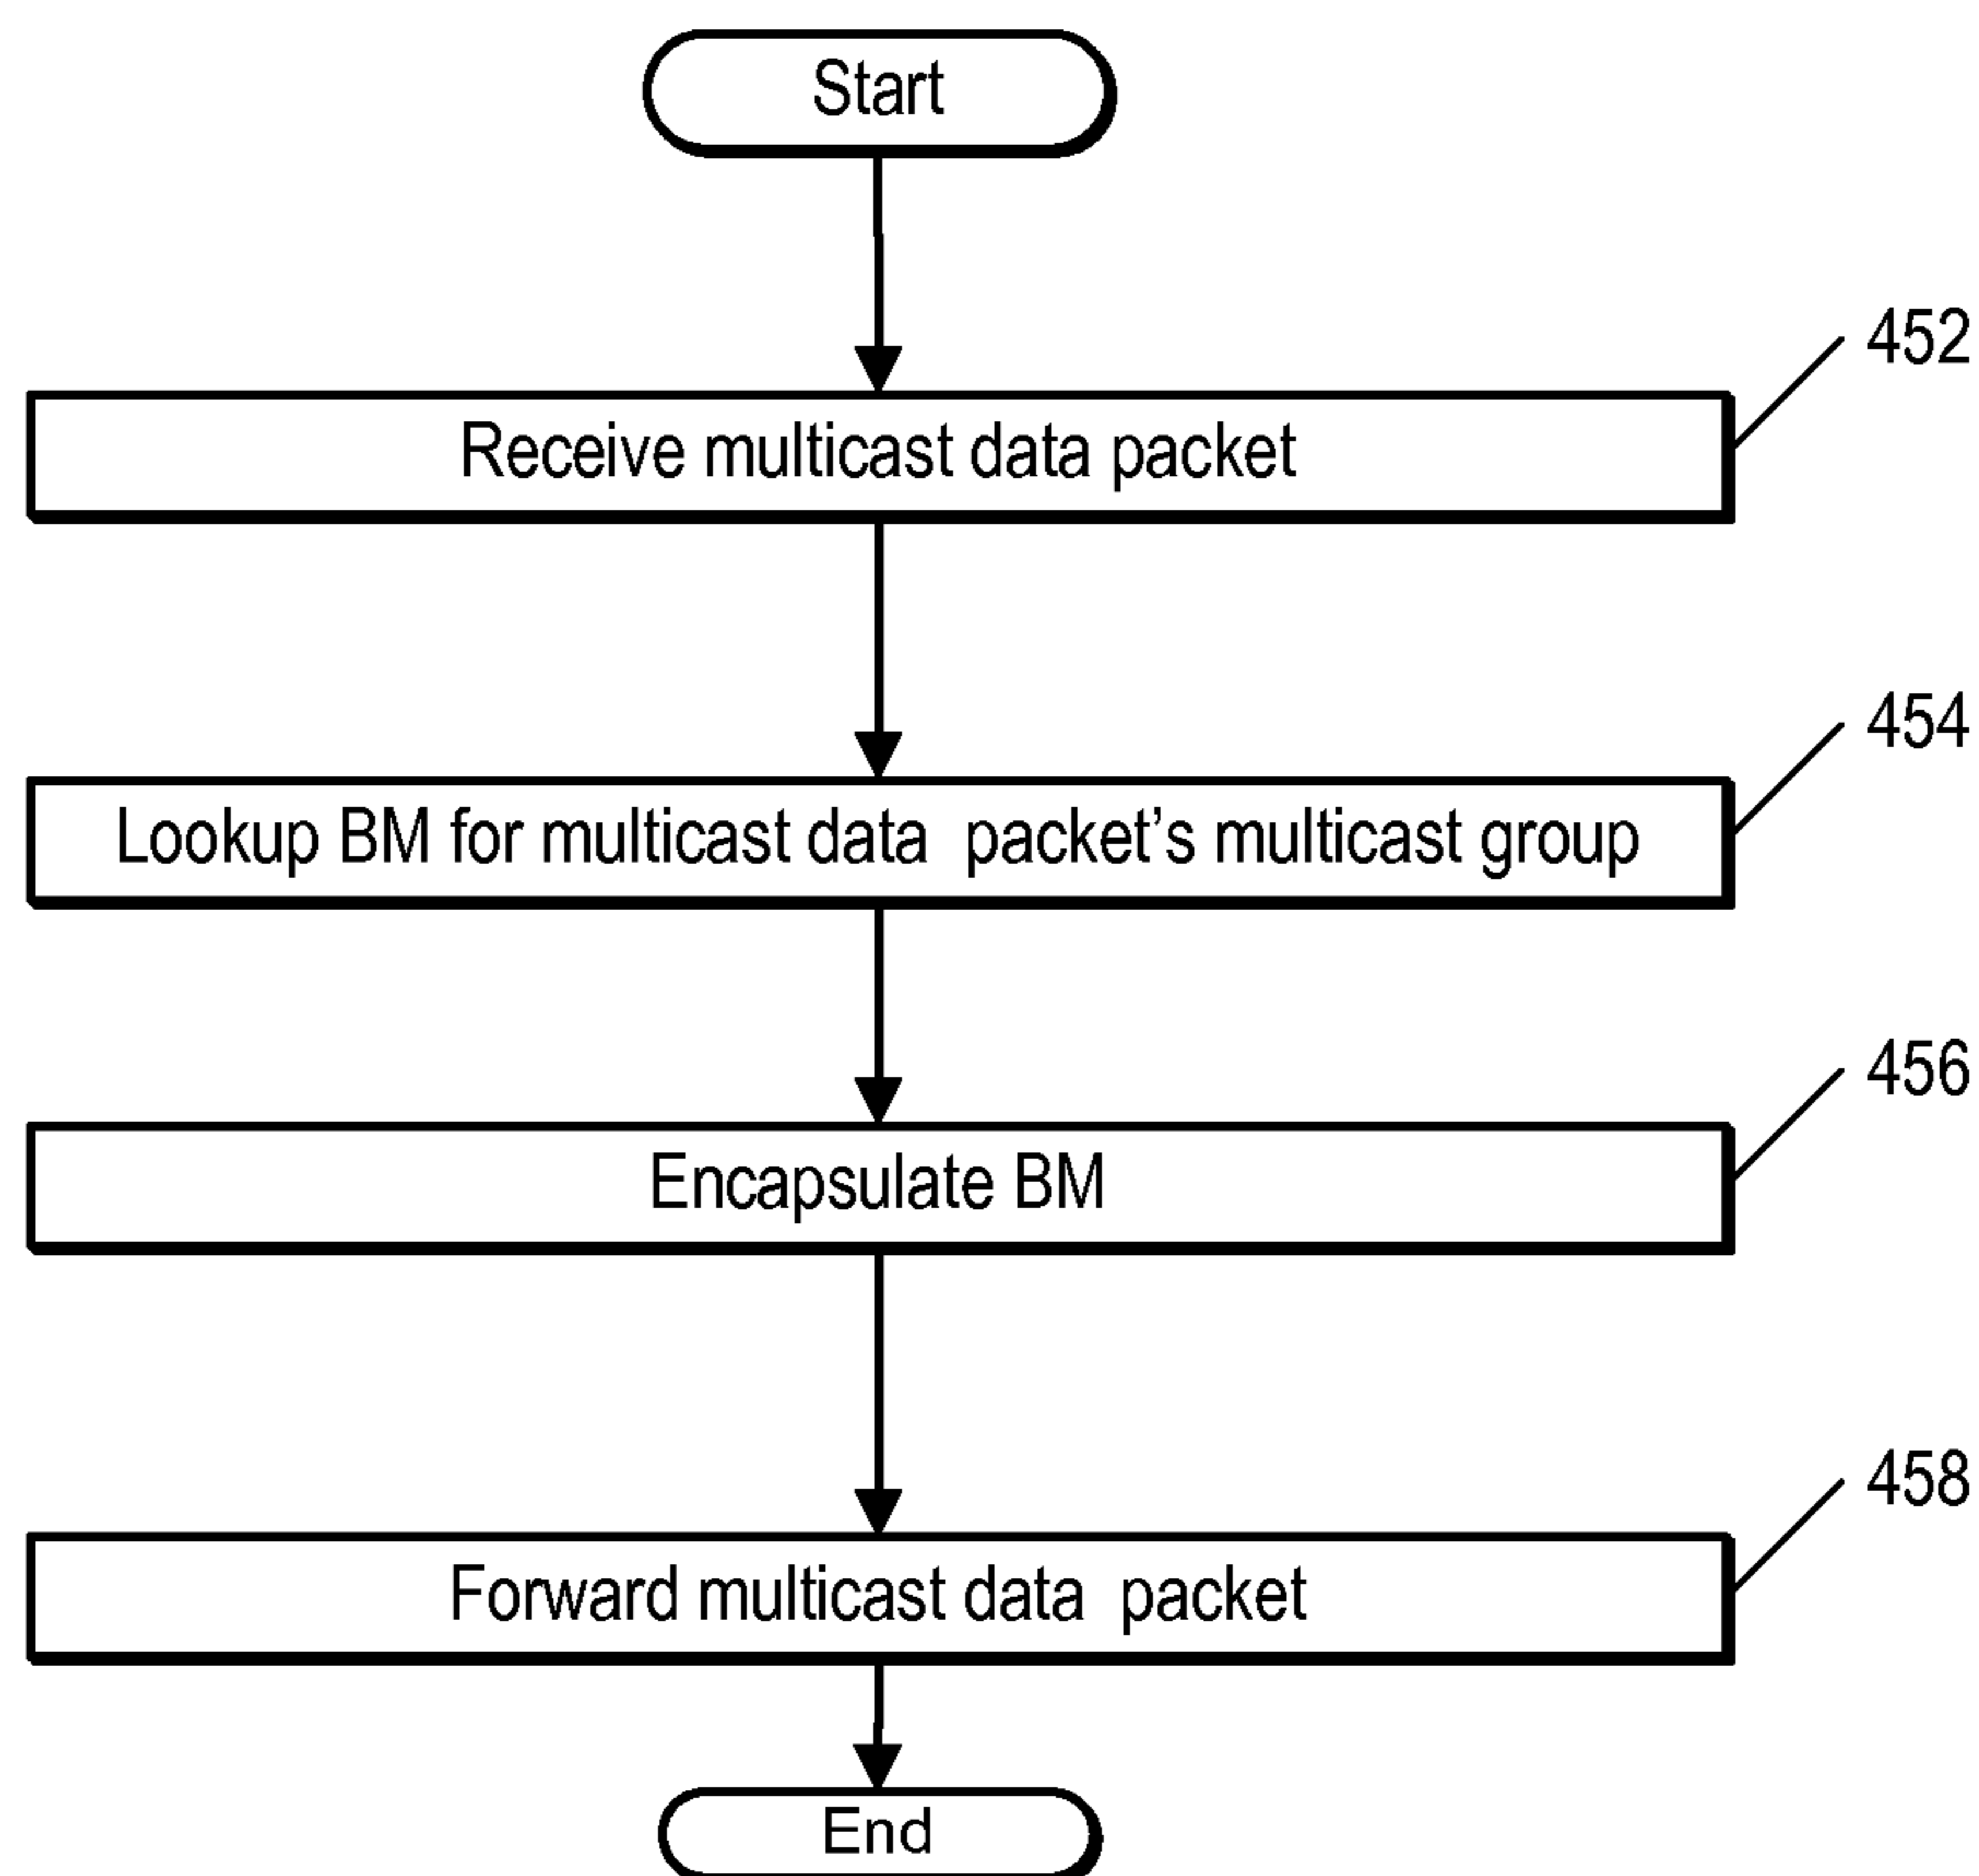 Start
452
Receive multicast data packet
454
Lookup BM for multicast data packet’s multicast group
456
Encapsulate BM
458
Forward multicast data packet
End